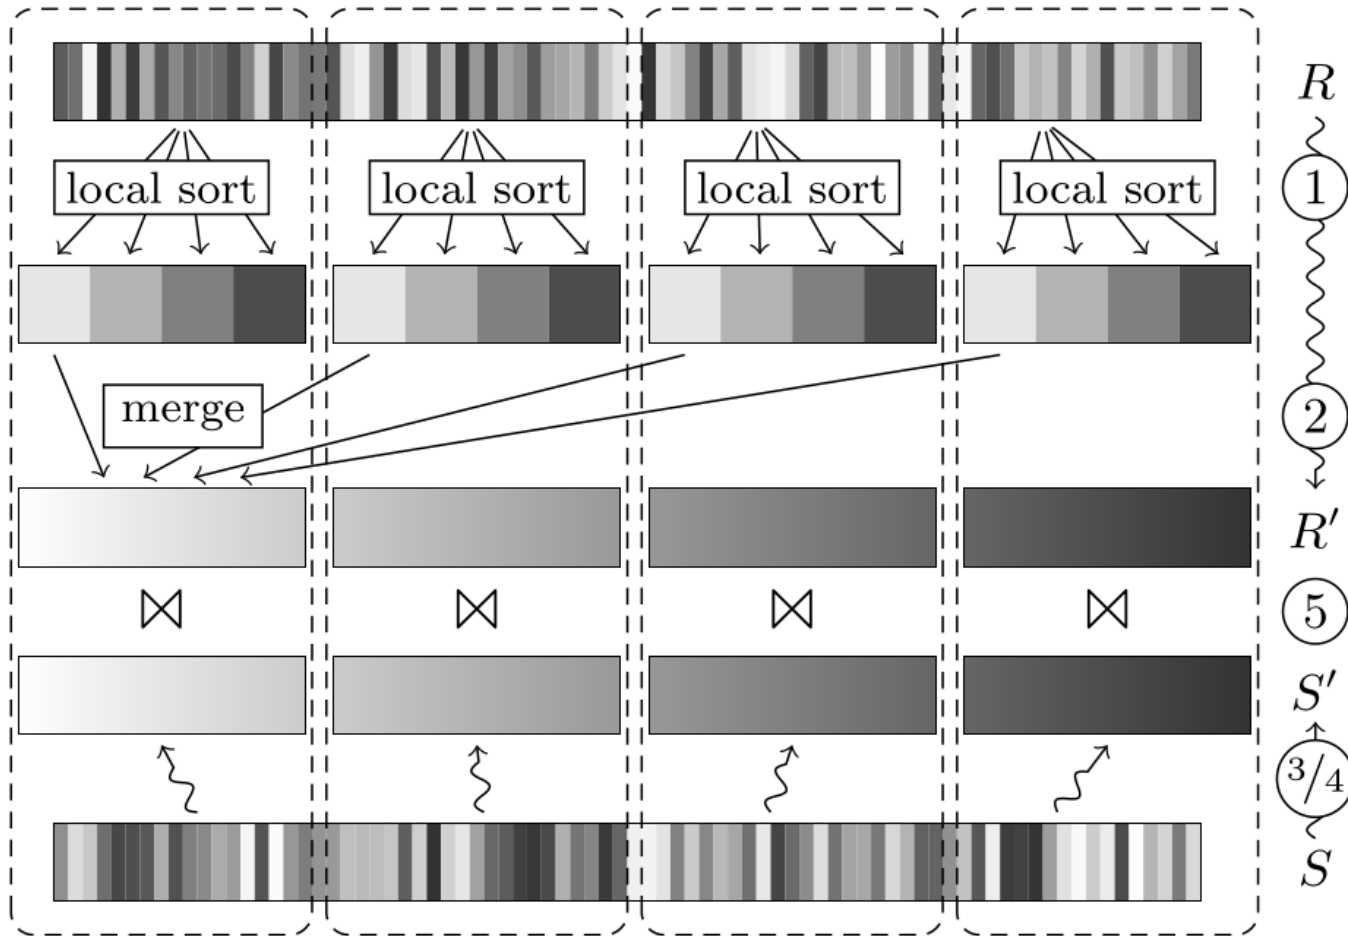 R
local sort local sort local sort local sort 1
merge 2
R′
⋈ ⋈ ⋈ ⋈ 5
S′
3/4
S